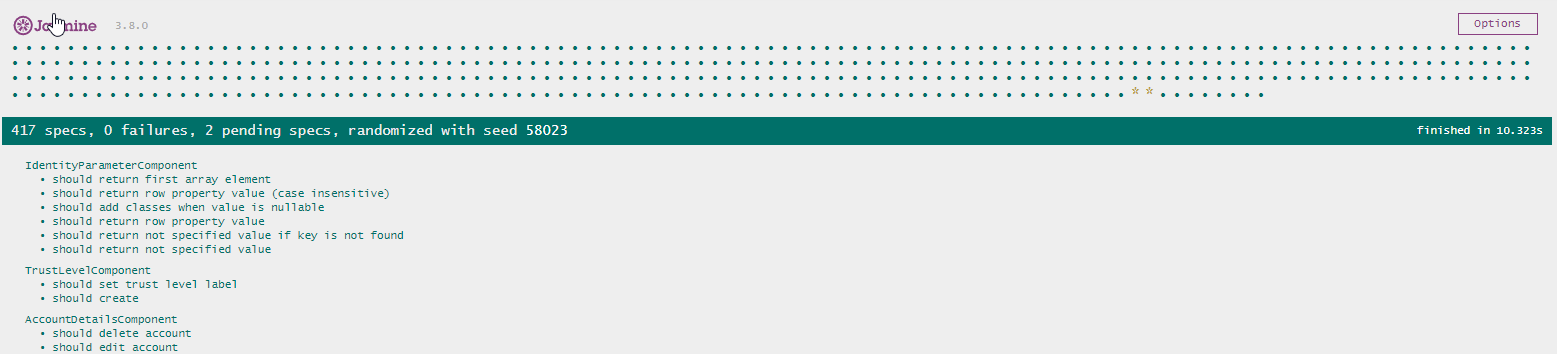 3.8.0
Options
417 specs, 0 failures, 2 pending specs, randomized with seed 58023
finished in 10.323s
IdentityParameterComponent
• should return first array element
• should return row property value (case insensitive)
• should add classes when value is nullable
• should return row property value
• should return not specified value if key is not found
• should return not specified value
TrustLevelComponent
• should set trust level label
• should create
AccountDetailsComponent
• should delete account
• should edit account